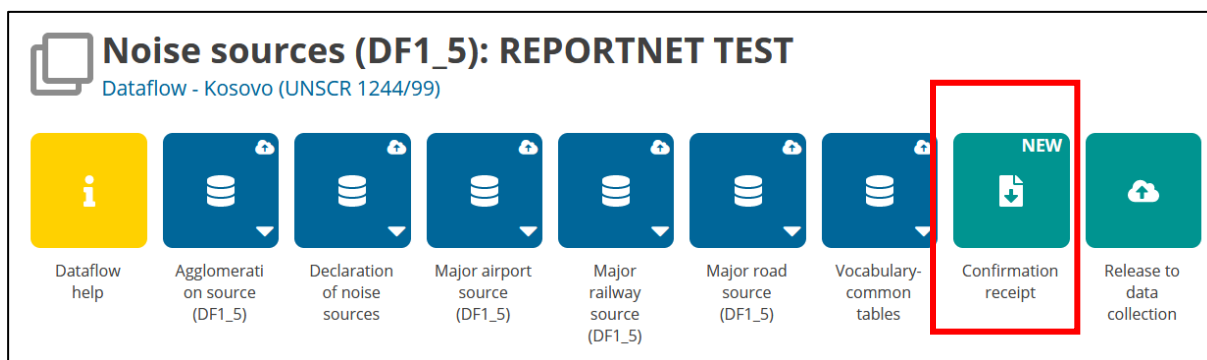 Noise sources (DF1_5): REPORTNET TEST
Dataflow - Kosovo (UNSCR 1244/99)
NEW
Dataflow
help
Agglomerati
on source
(DF1_5)
Declaration
of noise
sources
Major airport
source
(DF1_5)
Major
railway
source
(DF1_5)
Major road
source
(DF1_5)
Vocabulary-
common
tables
Confirmation
receipt
Release to
data
collection